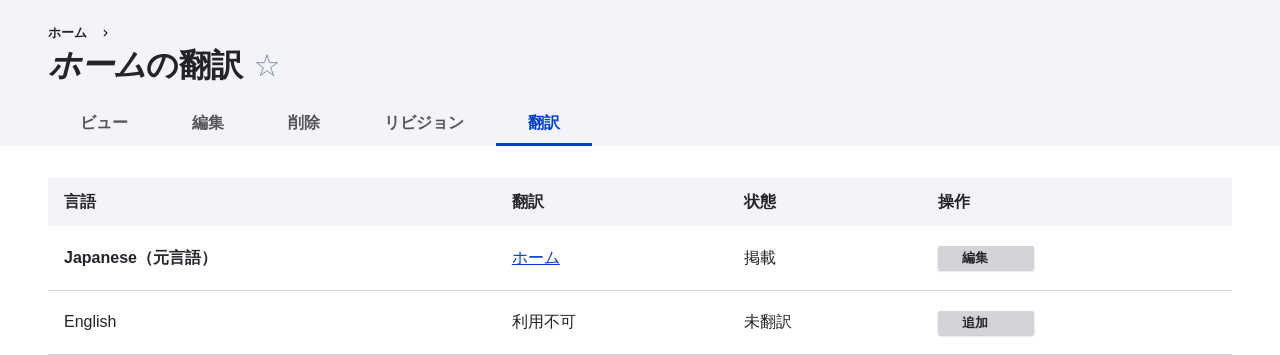 ホーム ›
ホームの翻訳 ☆
ビュー 編集 削除 リビジョン 翻訳
言語 翻訳 状態 操作
Japanese（元言語） ホーム 掲載 編集
English 利用不可 未翻訳 追加